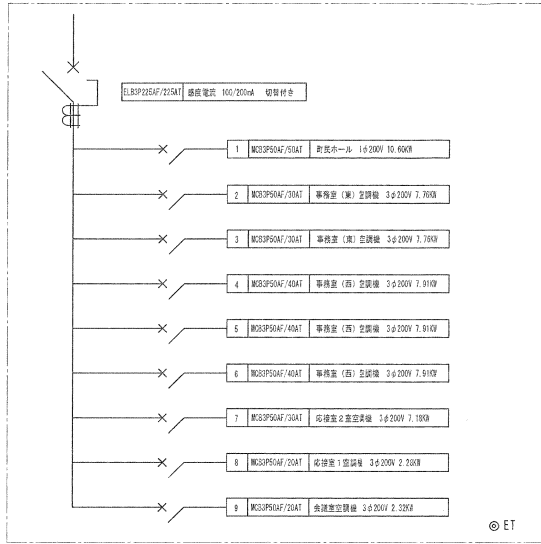 ELB3P225AF/225AT 感度電流 100/200mA 切替付き
1 MCB3P50AF/50AT 町民ホール 1φ200V 10.60KW
2 MCB3P50AF/30AT 事務室（東）空調機 3φ200V 7.76KW
3 MCB3P50AF/30AT 事務室（東）空調機 3φ200V 7.76KW
4 MCB3P50AF/40AT 事務室（西）空調機 3φ200V 7.91KW
5 MCB3P50AF/40AT 事務室（西）空調機 3φ200V 7.91KW
6 MCB3P50AF/40AT 事務室（西）空調機 3φ200V 7.91KW
7 MCB3P50AF/30AT 応接室２室空調機 3φ200V 7.18KW
8 MCB3P50AF/20AT 応接室１空調機 3φ200V 2.28KW
9 MCB3P50AF/20AT 会議室空調機 3φ200V 2.32KW
◎ ET